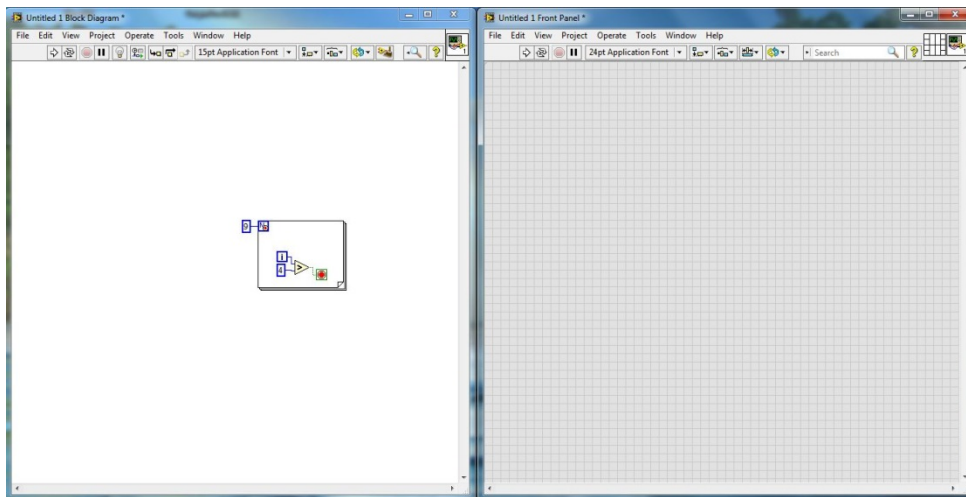 Untitled 1 Block Diagram *
File Edit View Project Operate Tools Window Help
15pt Application Font
9
i
4 >
Untitled 1 Front Panel *
File Edit View Project Operate Tools Window Help
24pt Application Font
Search